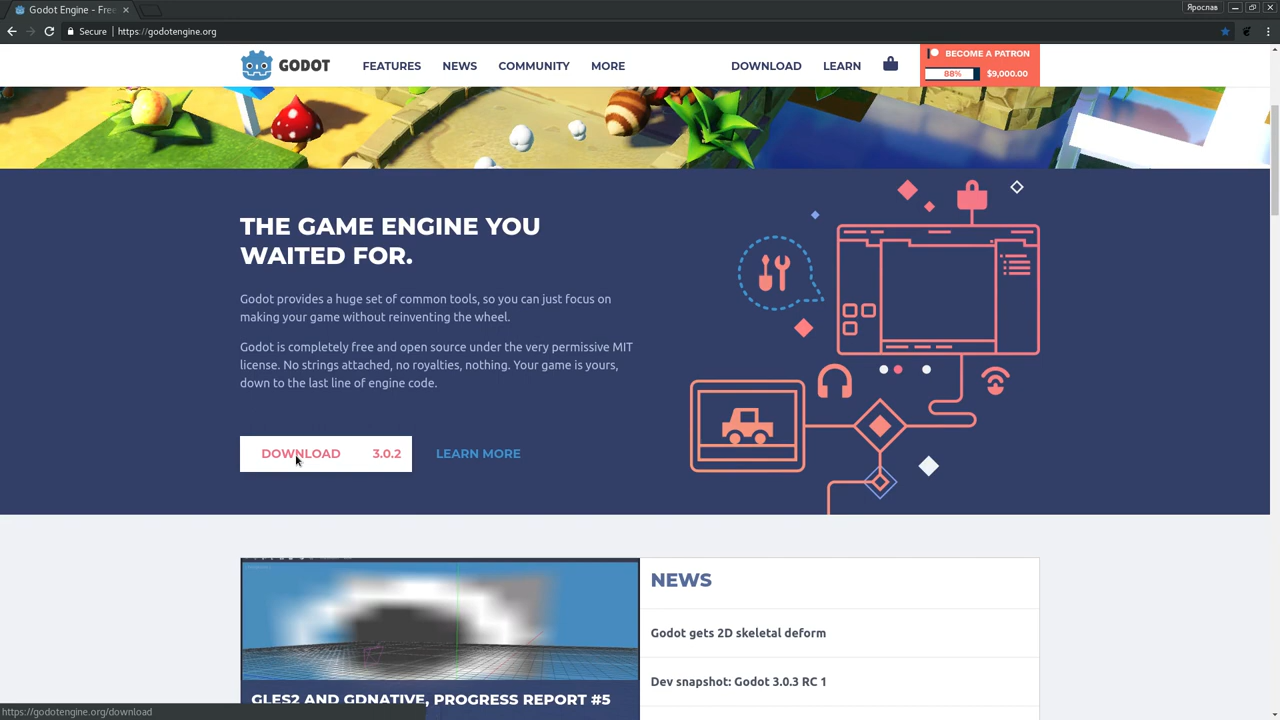 Godot Engine - Free
Ярослав
Secure
https://godotengine.org
GODOT
FEATURES
NEWS
COMMUNITY
MORE
DOWNLOAD
LEARN
BECOME A PATRON
88%
$9,000.00
THE GAME ENGINE YOU
WAITED FOR.
Godot provides a huge set of common tools, so you can just focus on
making your game without reinventing the wheel.
Godot is completely free and open source under the very permissive MIT
license. No strings attached, no royalties, nothing. Your game is yours,
down to the last line of engine code.
DOWNLOAD 3.0.2
LEARN MORE
NEWS
Godot gets 2D skeletal deform
Dev snapshot: Godot 3.0.3 RC 1
GLES2 AND GDNATIVE, PROGRESS REPORT #5
https://godotengine.org/download